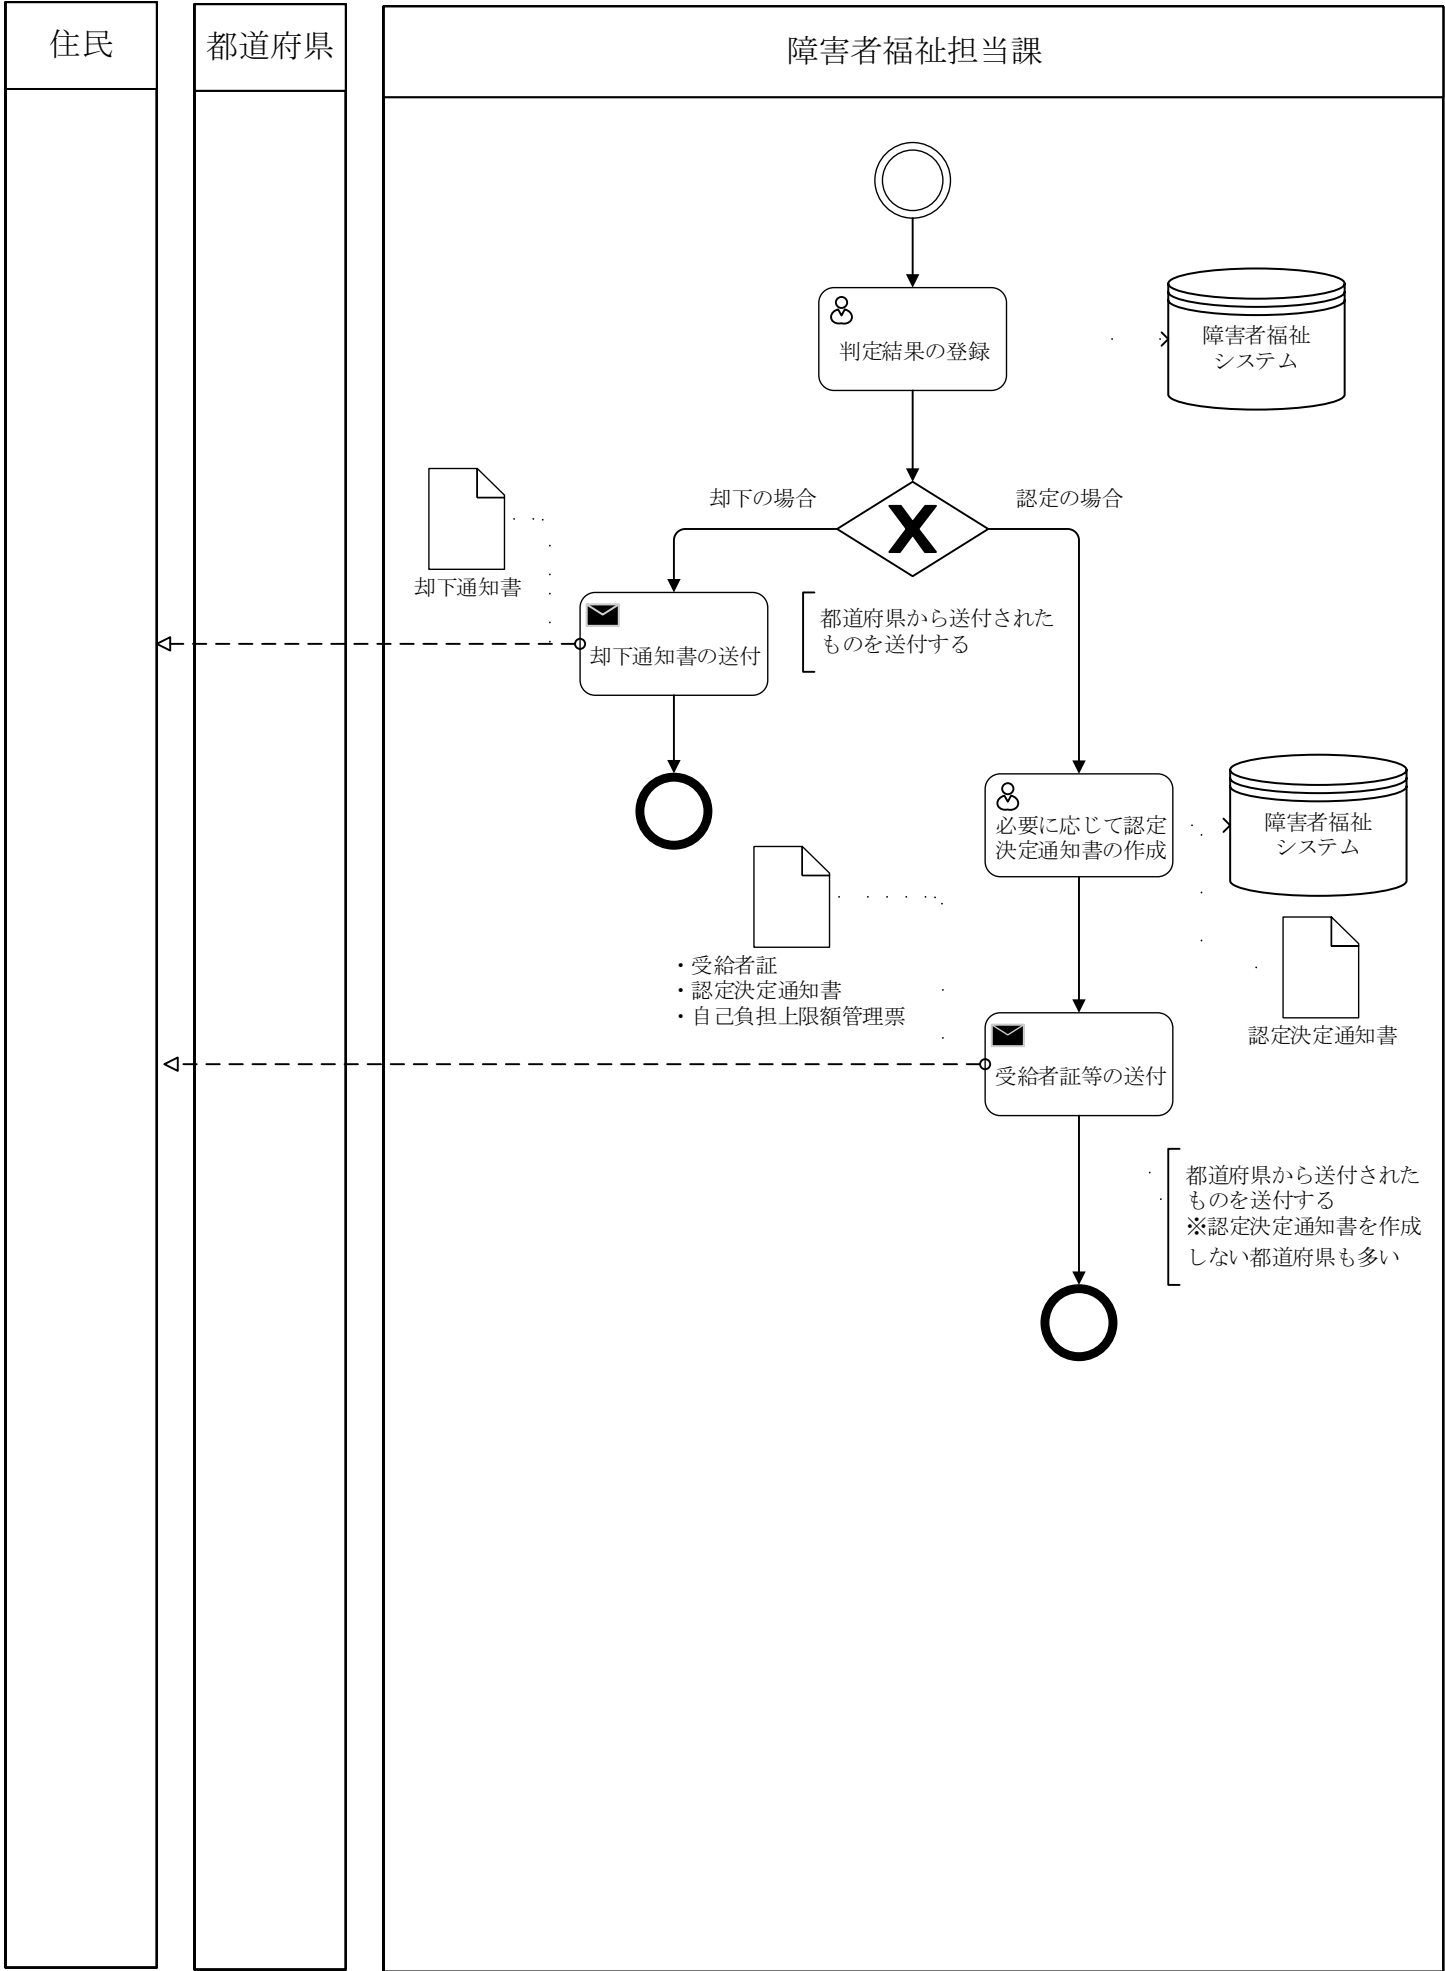 住民
都道府県
障害者福祉担当課
判定結果の登録
障害者福祉
システム
却下の場合
認定の場合
却下通知書
却下通知書の送付
都道府県から送付された
ものを送付する
必要に応じて認定
決定通知書の作成
障害者福祉
システム
・受給者証
・認定決定通知書
・自己負担上限額管理票
認定決定通知書
受給者証等の送付
都道府県から送付された
ものを送付する
※認定決定通知書を作成
しない都道府県も多い